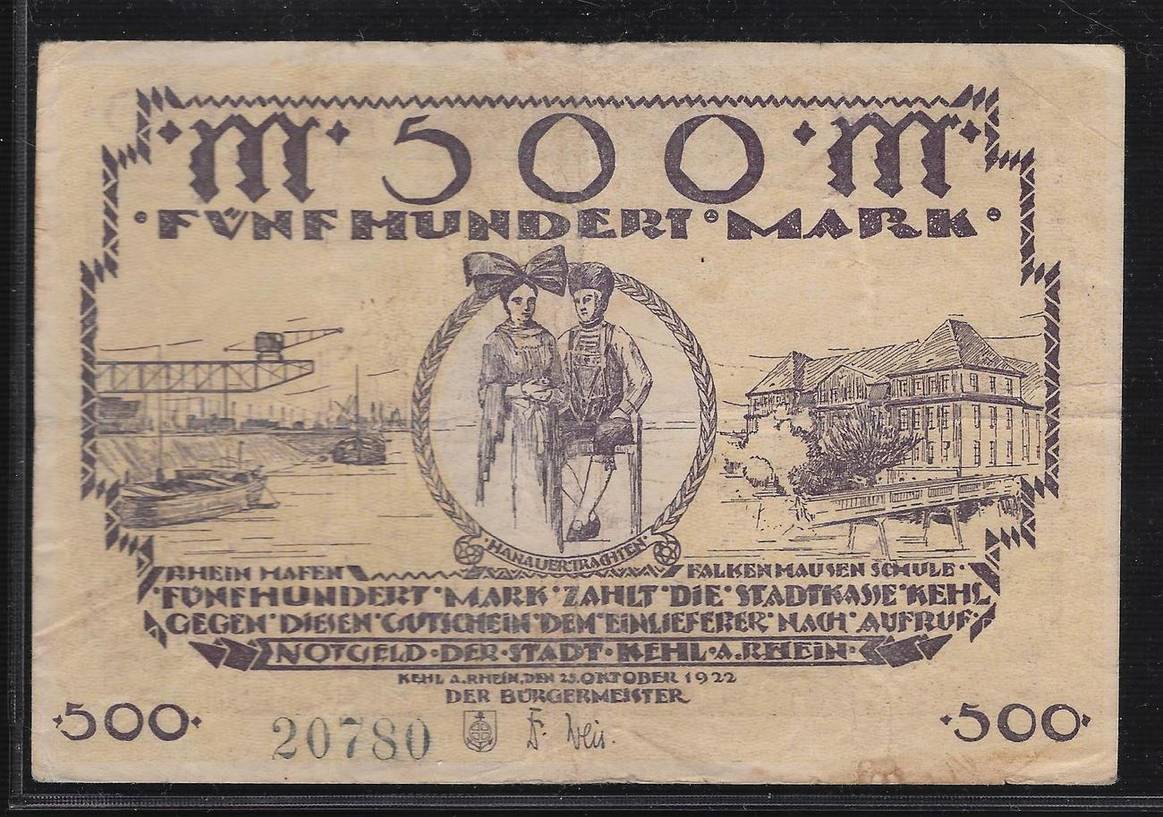 M · 500 · M
FÜNFHUNDERT MARK
HANAUERTRACHTEN
RHEIN HAFEN
FALKENHAUSEN SCHULE
FÜNFHUNDERT · MARK · ZAHLT · DIE · STADTKASSE KEHL
GEGEN · DIESEN · GUTSCHEIN · DEM · EINLIEFERER · NACH · AUFRUF ·
NOTGELD · DER · STADT · KEHL · A. RHEIN ·
KEHL A. RHEIN, DEN 25. OKTOBER 1922
DER BÜRGERMEISTER
· 500 ·
20780
F. Weis.
· 500 ·